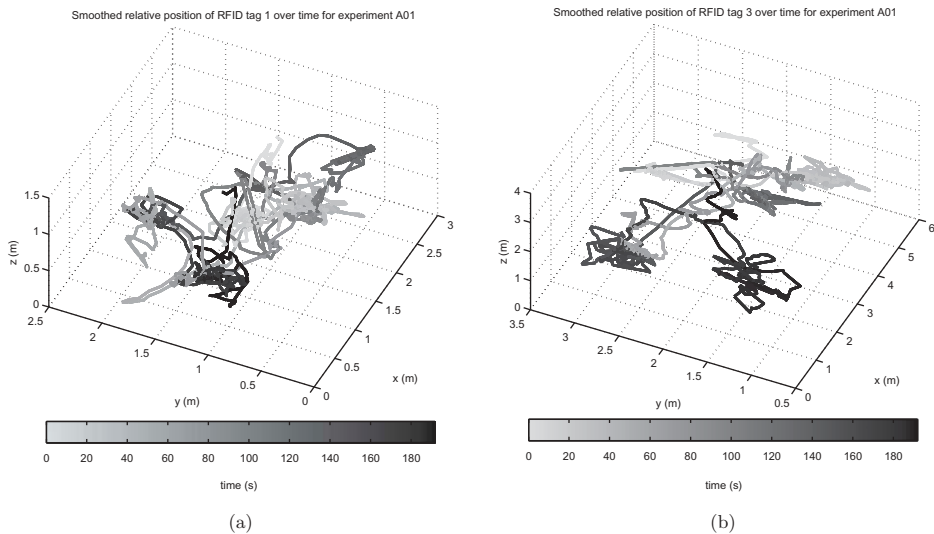 Smoothed relative position of RFID tag 1 over time for experiment A01
1.5
1
0.5
0
z (m)
2.5
2
1.5
1
0.5
0
y (m)
0
0.5
1
1.5
2
2.5
3
x (m)
0 20 40 60 80 100 120 140 160 180
time (s)
(a)
Smoothed relative position of RFID tag 3 over time for experiment A01
4
3
2
1
0
z (m)
3.5
3
2.5
2
1.5
1
0.5
y (m)
0
1
2
3
4
5
6
x (m)
0 20 40 60 80 100 120 140 160 180
time (s)
(b)